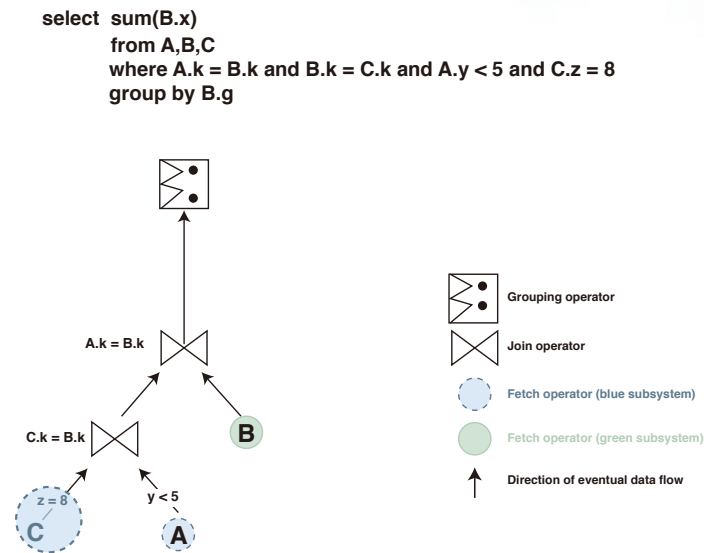 select sum(B.x)
from A,B,C
where A.k = B.k and B.k = C.k and A.y < 5 and C.z = 8
group by B.g
Grouping operator
A.k = B.k
Join operator
Fetch operator (blue subsystem)
C.k = B.k
B
Fetch operator (green subsystem)
Direction of eventual data flow
z = 8
y < 5
C
A